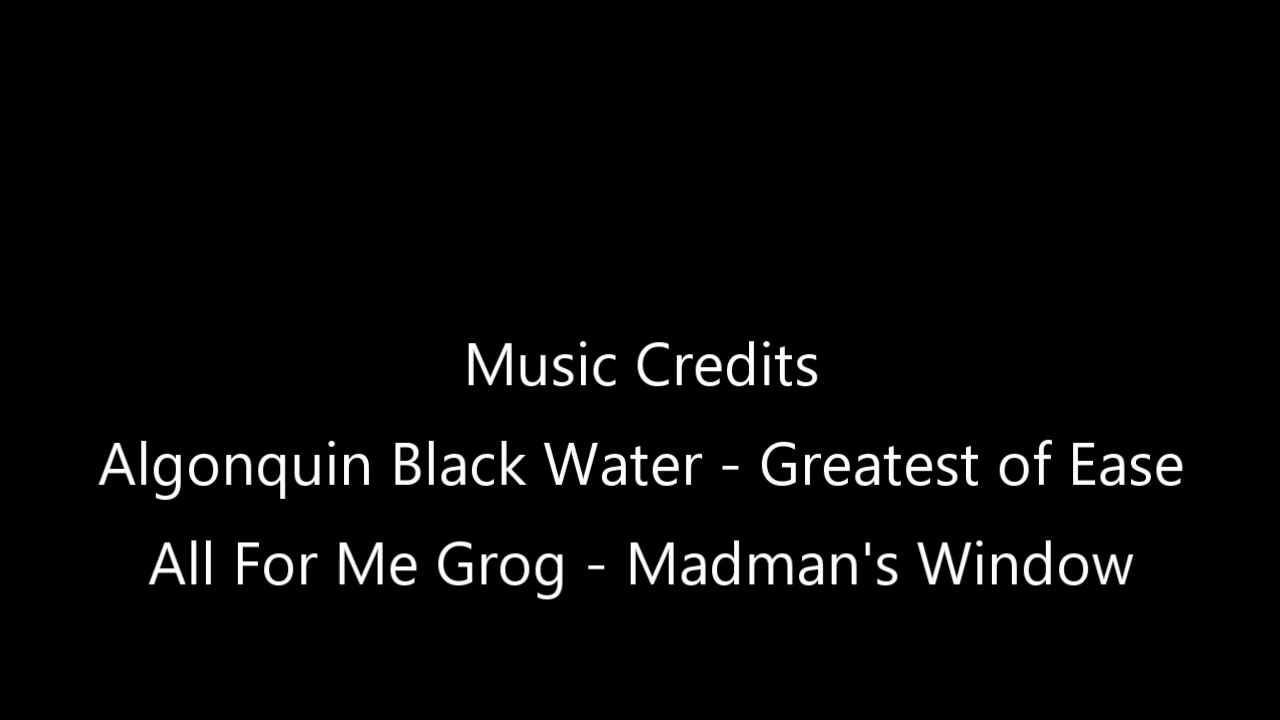 Music Credits
Algonquin Black Water - Greatest of Ease
All For Me Grog - Madman's Window